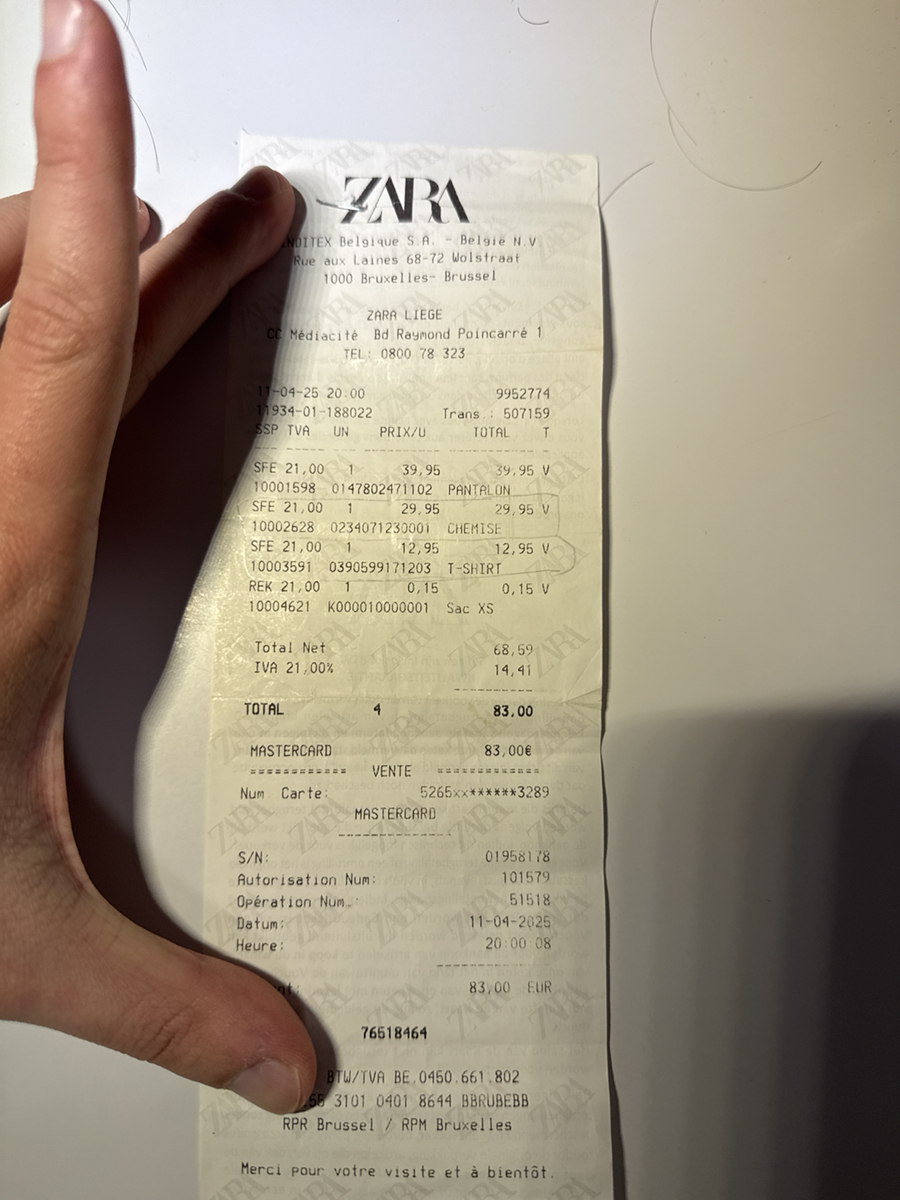 ZARA
INDITEX Belgique S.A. - België N.V
Rue aux Laines 68-72 Wolstraat
1000 Bruxelles- Brussel
ZARA LIEGE
CC Médiacité Bd Raymond Poincarré 1
TEL: 0800 78 323
11-04-25 20:00 9952774
11934-01-188022 Trans : 507159
SSP TVA UN PRIX/U TOTAL T
SFE 21,00 1 39,95 39,95 V
10001598 0147802471102 PANTALON
SFE 21,00 1 29,95 29,95 V
10002628 0234071230001 CHEMISE
SFE 21,00 1 12,95 12,95 V
10003591 0390599171203 T-SHIRT
REK 21,00 1 0,15 0,15 V
10004621 K000010000001 Sac XS
Total Net 68,59
IVA 21,00% 14,41
TOTAL 4 83,00
MASTERCARD 83,00€
============ VENTE =============
Num Carte: 5265xx******3289
MASTERCARD
S/N: 01958178
Autorisation Num: 101579
Opération Num.: 51518
Datum: 11-04-2025
Heure: 20:00:08
83,00 EUR
76518464
BTW/TVA BE.0450.661.802
3101 0401 8644 BBRUBEBB
RPR Brussel / RPM Bruxelles
Merci pour votre visite et à bientôt.